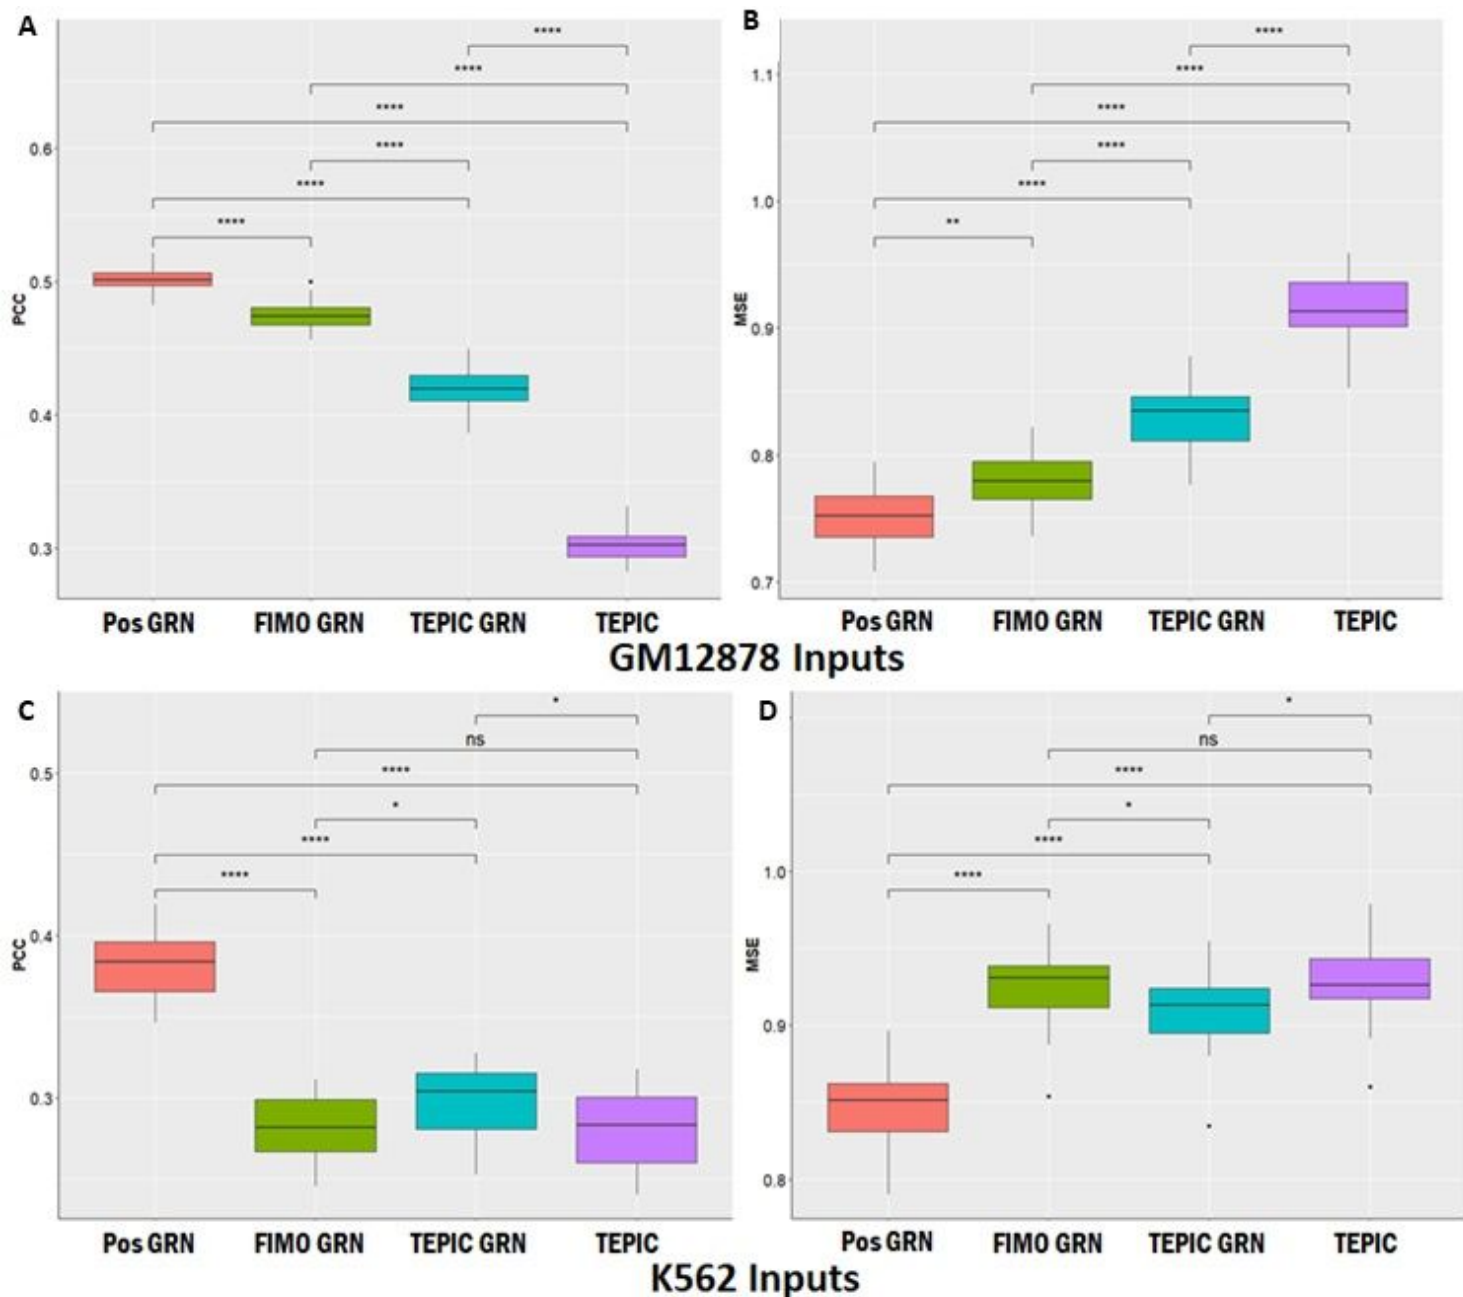 A
B
****
****
****
****
****
****
****
****
****
****
****
**
0.6
0.5
0.4
0.3
PCC
1.1
1.0
0.9
0.8
0.7
MSE
Pos GRN FIMO GRN TEPIC GRN TEPIC
Pos GRN FIMO GRN TEPIC GRN TEPIC
GM12878 Inputs
C
D
*
ns
****
*
****
****
*
ns
****
*
****
****
0.5
0.4
0.3
PCC
1.0
0.9
0.8
MSE
Pos GRN FIMO GRN TEPIC GRN TEPIC
Pos GRN FIMO GRN TEPIC GRN TEPIC
K562 Inputs